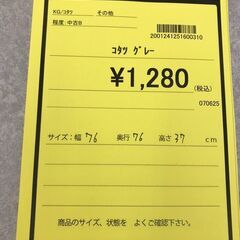 KG/コタツ その他
程度:中古B
2001241251600310
コタツ グレー
¥1,280(税込)
070625
サイズ:幅 76 奥行 76 高さ 37 cm
商品のサイズ、状態を よくご確認下さい。